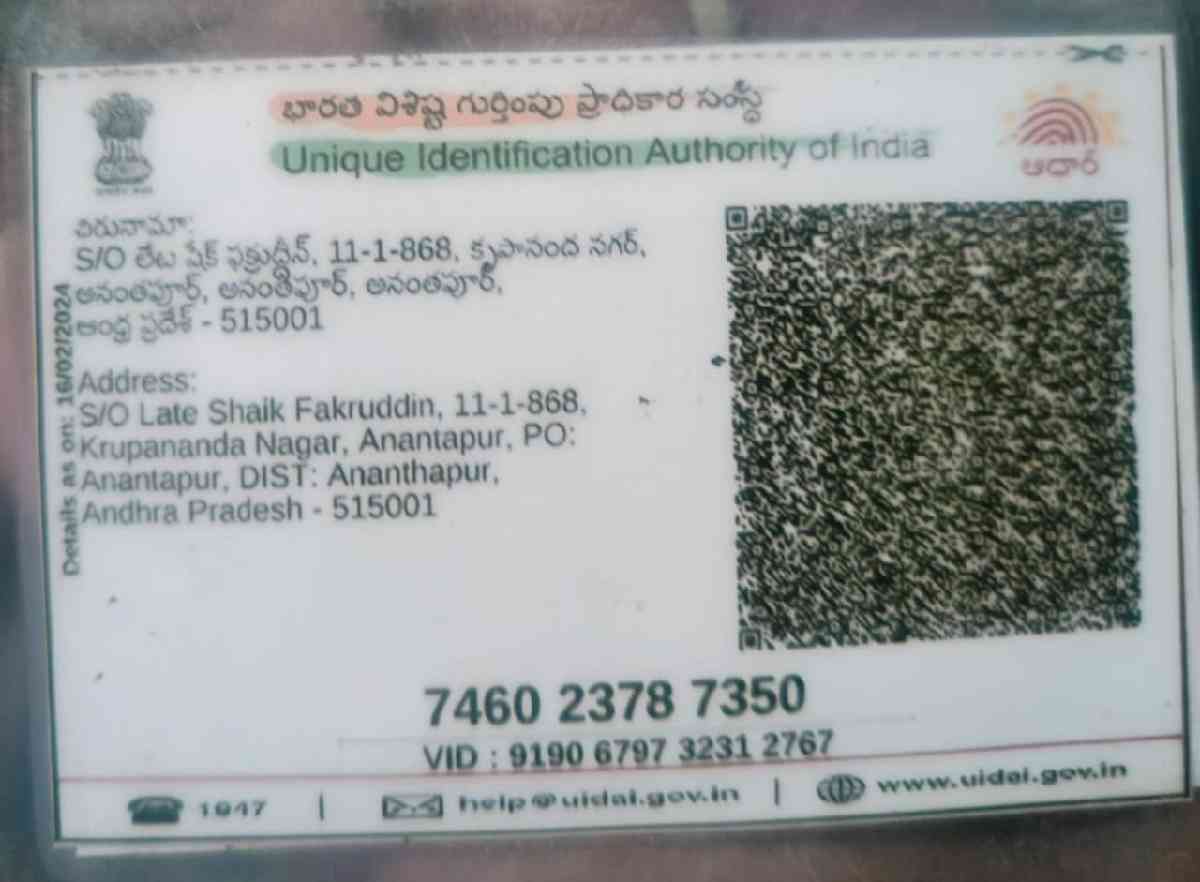 భారత విశిష్ట గుర్తింపు ప్రాధికార సంస్థ
Unique Identification Authority of India
ఆధార్
చిరునామా:
S/O లేట షేక్ ఫక్రుద్దీన్, 11-1-868, కృపానంద నగర్,
అనంతపూర్, అనంతపూర్, అనంతపూర్,
ఆంధ్ర ప్రదేశ్ - 515001
Details as on: 16/02/2024
Address:
S/O Late Shaik Fakruddin, 11-1-868,
Krupananda Nagar, Anantapur, PO:
Anantapur, DIST: Ananthapur,
Andhra Pradesh - 515001
7460 2378 7350
VID : 9190 6797 3231 2767
1947 | help@uidai.gov.in | www.uidai.gov.in